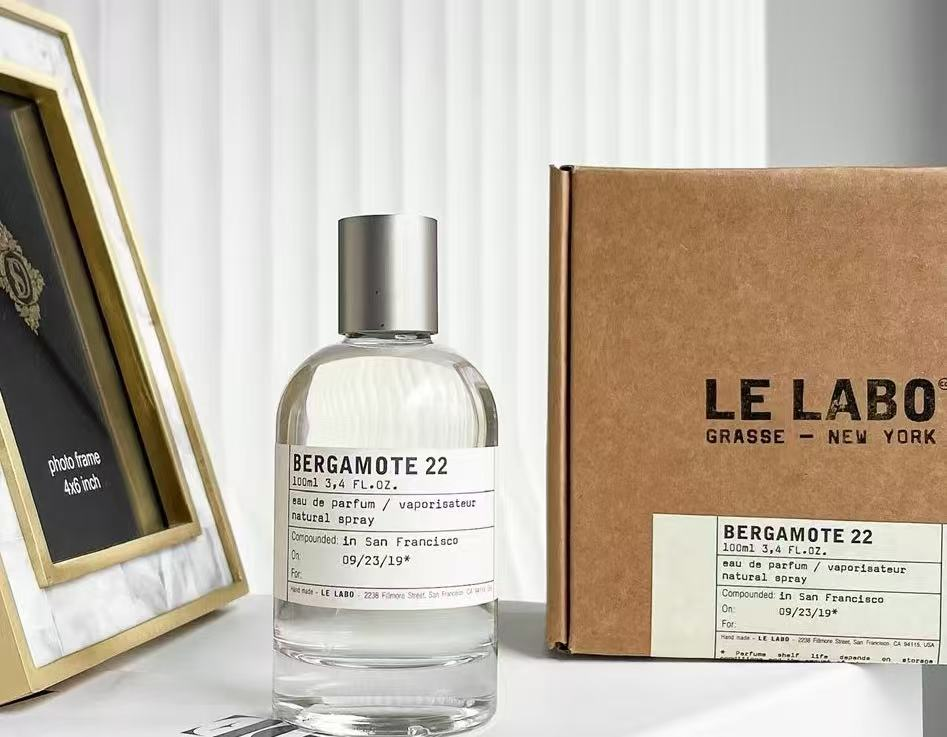 photo frame
4x6 inch
BERGAMOTE 22
100ml 3,4 FL.OZ.
eau de parfum / vaporisateur
natural spray
Compounded: in San Francisco
On: 09/23/19*
For:
Hand made - LE LABO - 2238 Fillmore Street, San Francisco, CA 94115,
LE LABO
GRASSE — NEW YORK
BERGAMOTE 22
100ml 3,4 FL.OZ.
eau de parfum / vaporisateur
natural spray
Compounded: in San Francisco
On: 09/23/19*
For:
Hand made - LE LABO - 2238 Fillmore Street, San Francisco, CA 94115, USA
* Perfume shelf life depends on storage